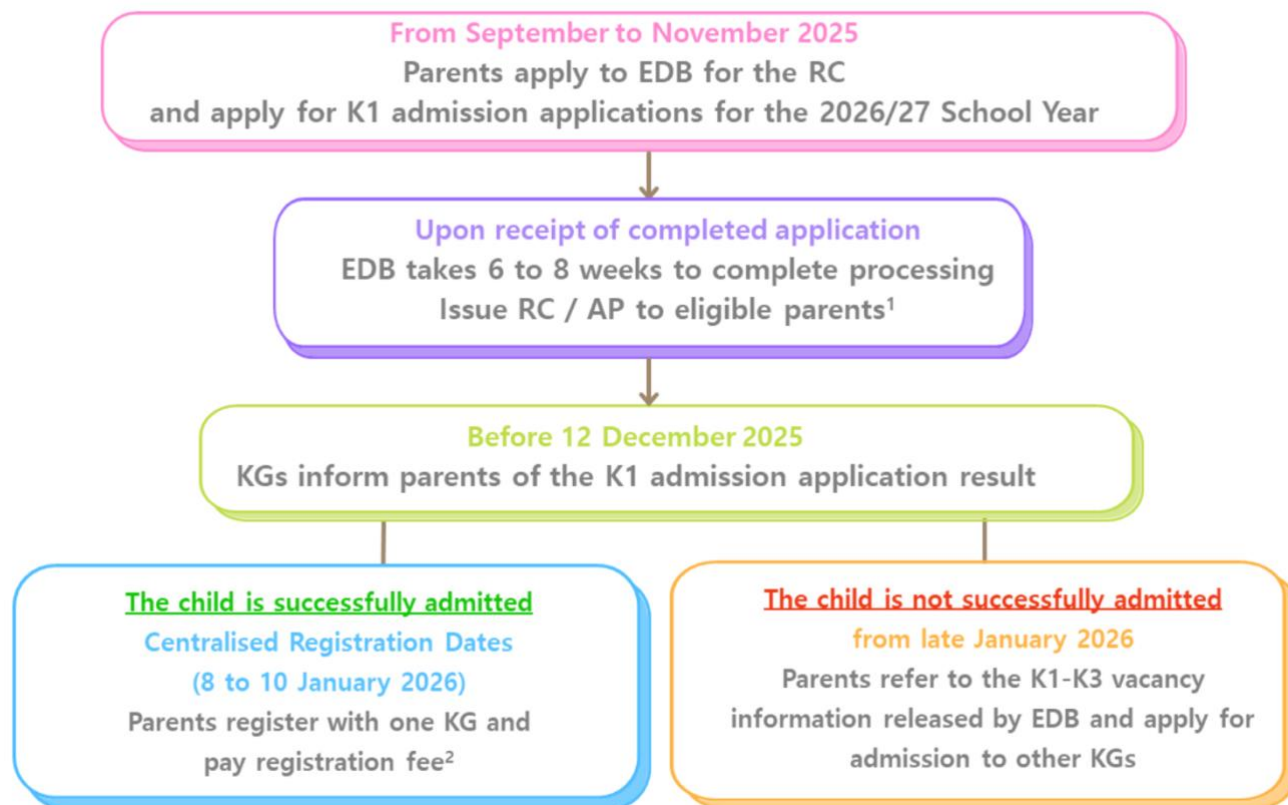 From September to November 2025
Parents apply to EDB for the RC
and apply for K1 admission applications for the 2026/27 School Year
Upon receipt of completed application
EDB takes 6 to 8 weeks to complete processing
Issue RC / AP to eligible parents¹
Before 12 December 2025
KGs inform parents of the K1 admission application result
The child is successfully admitted
Centralised Registration Dates
(8 to 10 January 2026)
Parents register with one KG and
pay registration fee²
The child is not successfully admitted
from late January 2026
Parents refer to the K1-K3 vacancy
information released by EDB and apply for
admission to other KGs